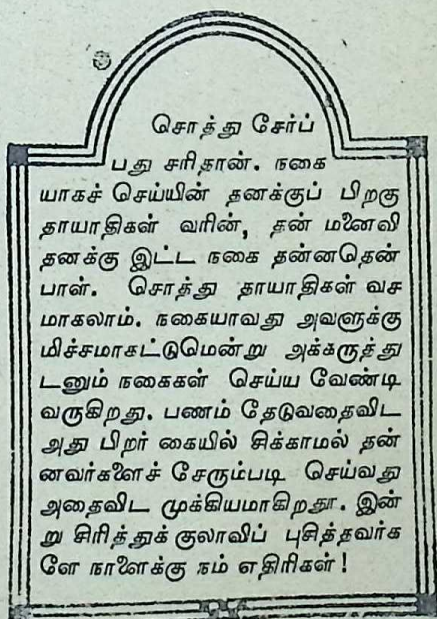 சொத்து சேர்ப்
பது சரிதான். நகை
யாகச் செய்யின் தனக்குப் பிறகு
தாயாதிகள் வரின், தன் மனைவி
தனக்கு இட்ட நகை தன்னதென்
பாள். சொத்து தாயாதிகள் வச
மாகலாம். நகையாவது அவளுக்கு
மிச்சமாகட்டுமென்று அக்கருத்து
டனும் நகைகள் செய்ய வேண்டி
வருகிறது. பணம் தேடுவதைவிட
அது பிறர் கையில் சிக்காமல் தன்
னவர்களைச் சேரும்படி செய்வது
அதைவிட முக்கியமாகிறதூ. இன்
று சிரித்துக் குலாவிப் புசித்தவர்க
ளே நாளைக்கு நம் எதிரிகள்!